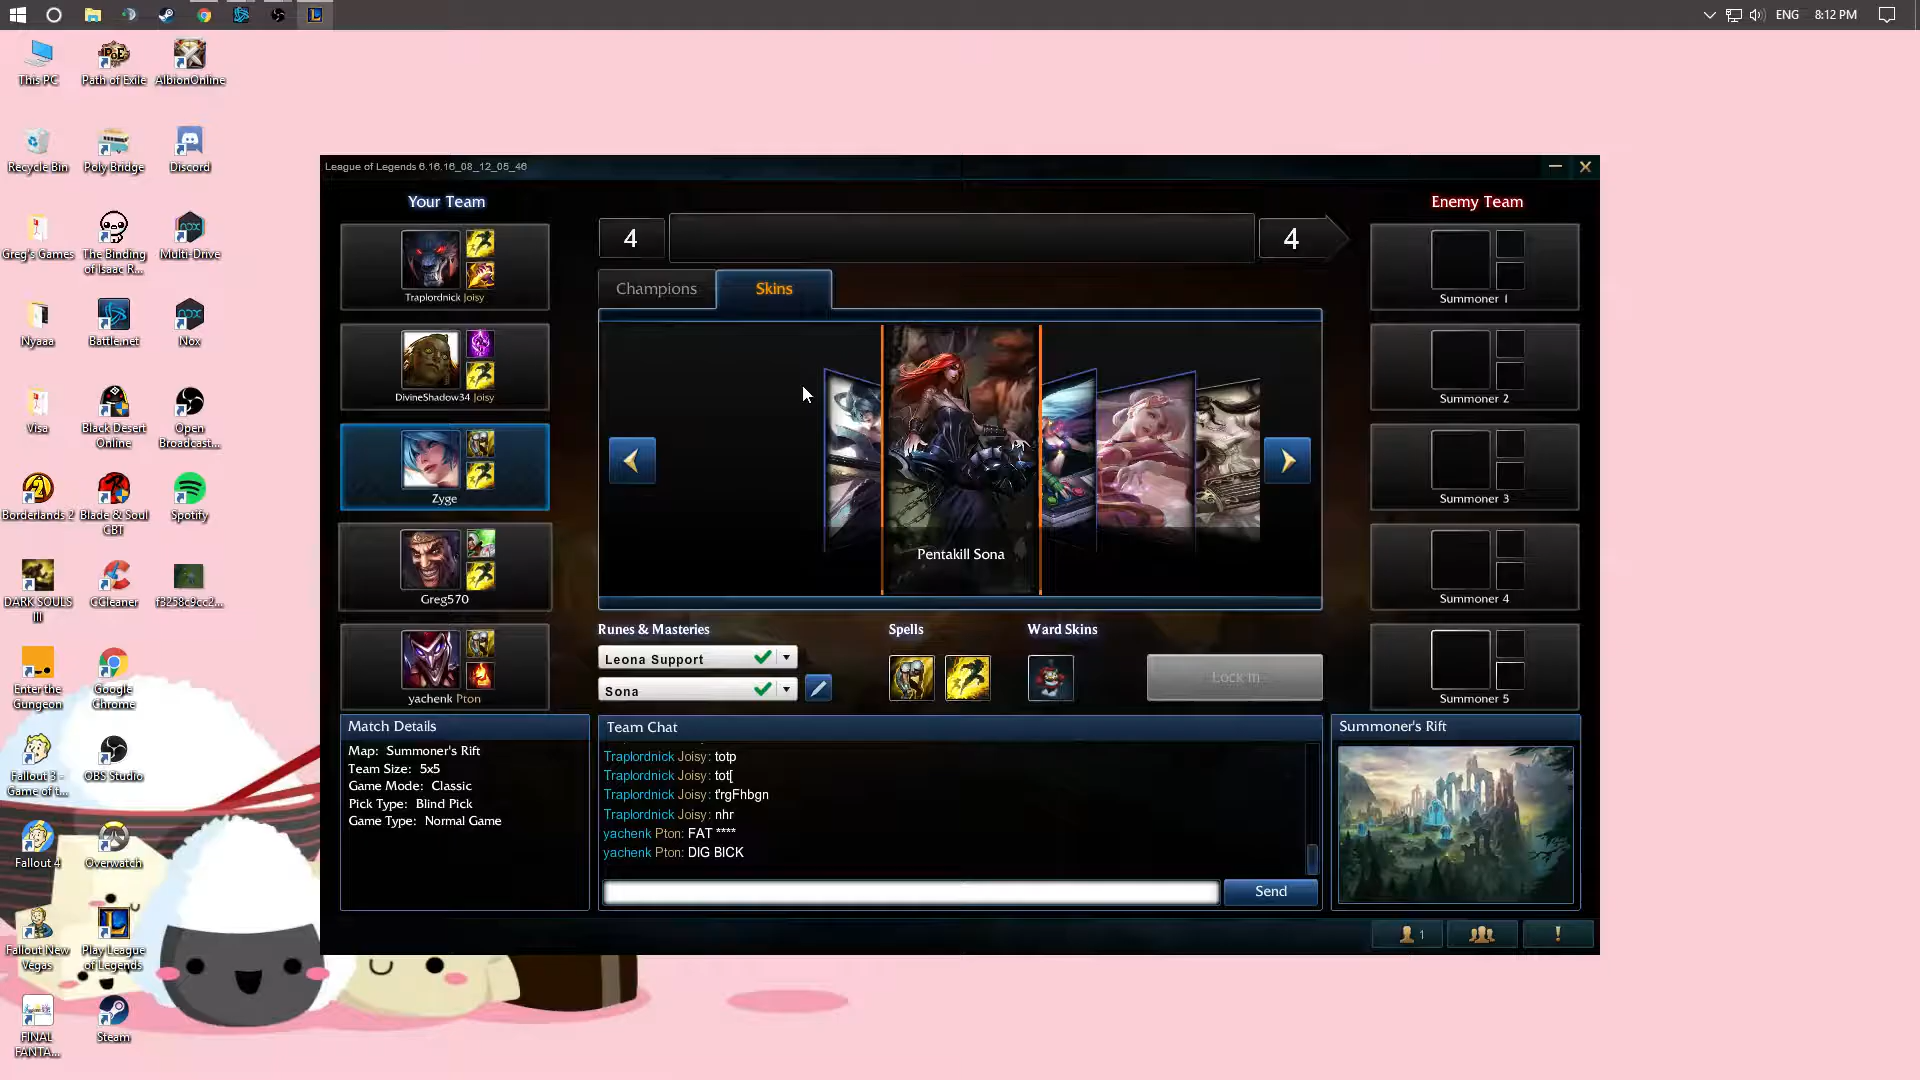 ENG
8:12 PM
This PC
Path of Exile
AlbionOnline
Recycle Bin
Poly Bridge
Discord
Greg's Games
The Binding
of Isaac R...
Multi-Drive
Nyaaa
Battle.net
Nox
Visa
Black Desert
Online
Open
Broadcast...
Borderlands 2
Blade & Soul
CBT
Spotify
DARK SOULS
III
CCleaner
f3258c9cc2...
Enter the
Gungeon
Google
Chrome
Fallout 3 -
Game of t...
OBS Studio
Fallout 4
Overwatch
Fallout New
Vegas
Play League
of Legends
FINAL
FANTA...
Steam
League of Legends 6.16.16_08_12_05_46
Your Team
4
4
Enemy Team
Champions
Skins
Traplordnick Joisy
DivineShadow34 Joisy
Zyge
Greg570
yachenk Pton
Pentakill Sona
Summoner 1
Summoner 2
Summoner 3
Summoner 4
Summoner 5
Runes & Masteries
Leona Support
Sona
Spells
Ward Skins
Lock In
Match Details
Map: Summoner's Rift
Team Size: 5x5
Game Mode: Classic
Pick Type: Blind Pick
Game Type: Normal Game
Team Chat
Traplordnick Joisy: totp
Traplordnick Joisy: tot[
Traplordnick Joisy: t'rgFhbgn
Traplordnick Joisy: nhr
yachenk Pton: FAT ****
yachenk Pton: DIG BICK
Send
Summoner's Rift
1